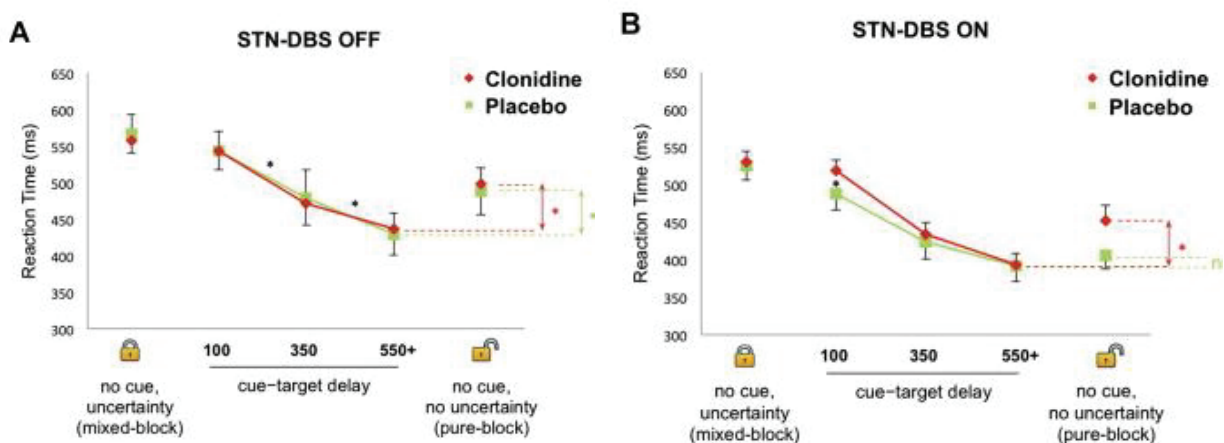 A
STN-DBS OFF
Clonidine
Placebo
Reaction Time (ms)
650
600
550
500
450
400
350
300
*
*
*
100
350
550+
no cue,
uncertainty
(mixed-block)
cue-target delay
no cue,
no uncertainty
(pure-block)
B
STN-DBS ON
Clonidine
Placebo
Reaction Time (ms)
650
600
550
500
450
400
350
300
*
*
100
350
550+
no cue,
uncertainty
(mixed-block)
cue-target delay
no cue,
no uncertainty
(pure-block)